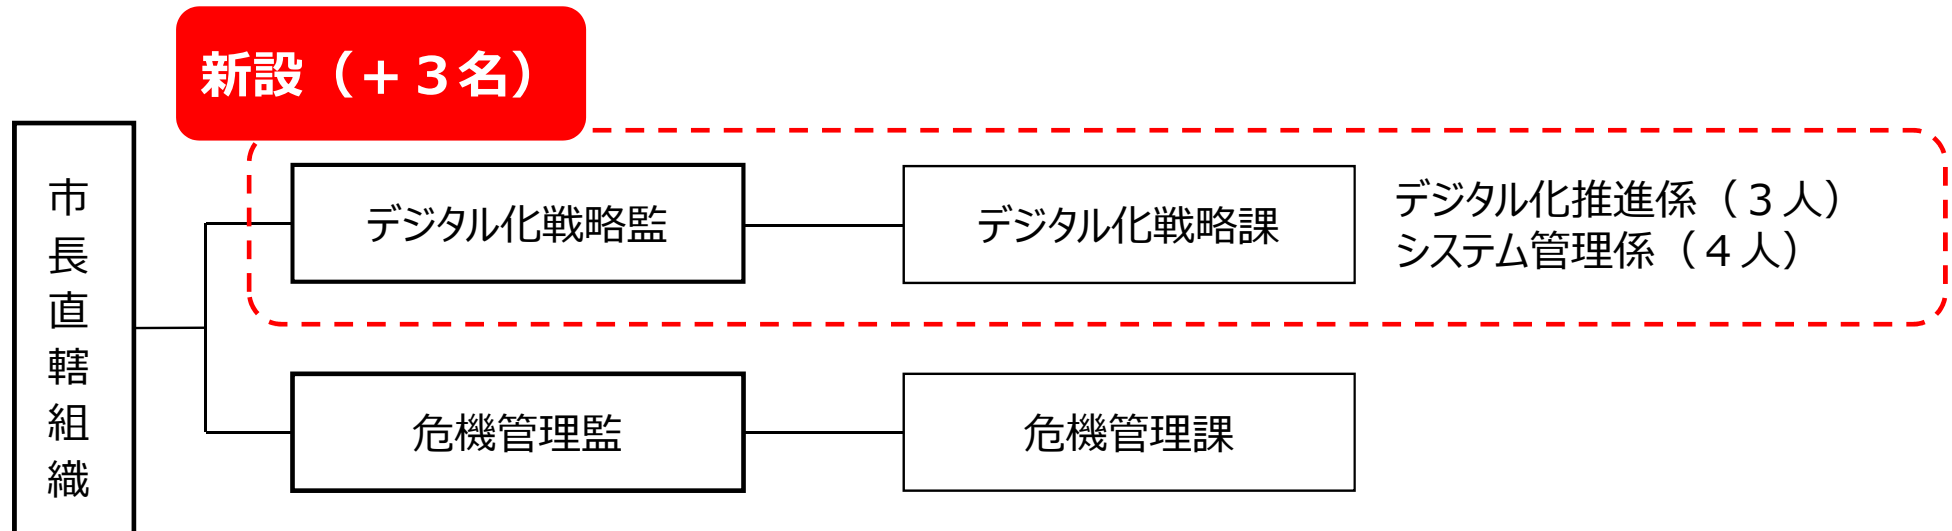 新設（＋３名）
市長直轄組織
デジタル化戦略監
デジタル化戦略課
デジタル化推進係（３人）
システム管理係（４人）
危機管理監
危機管理課